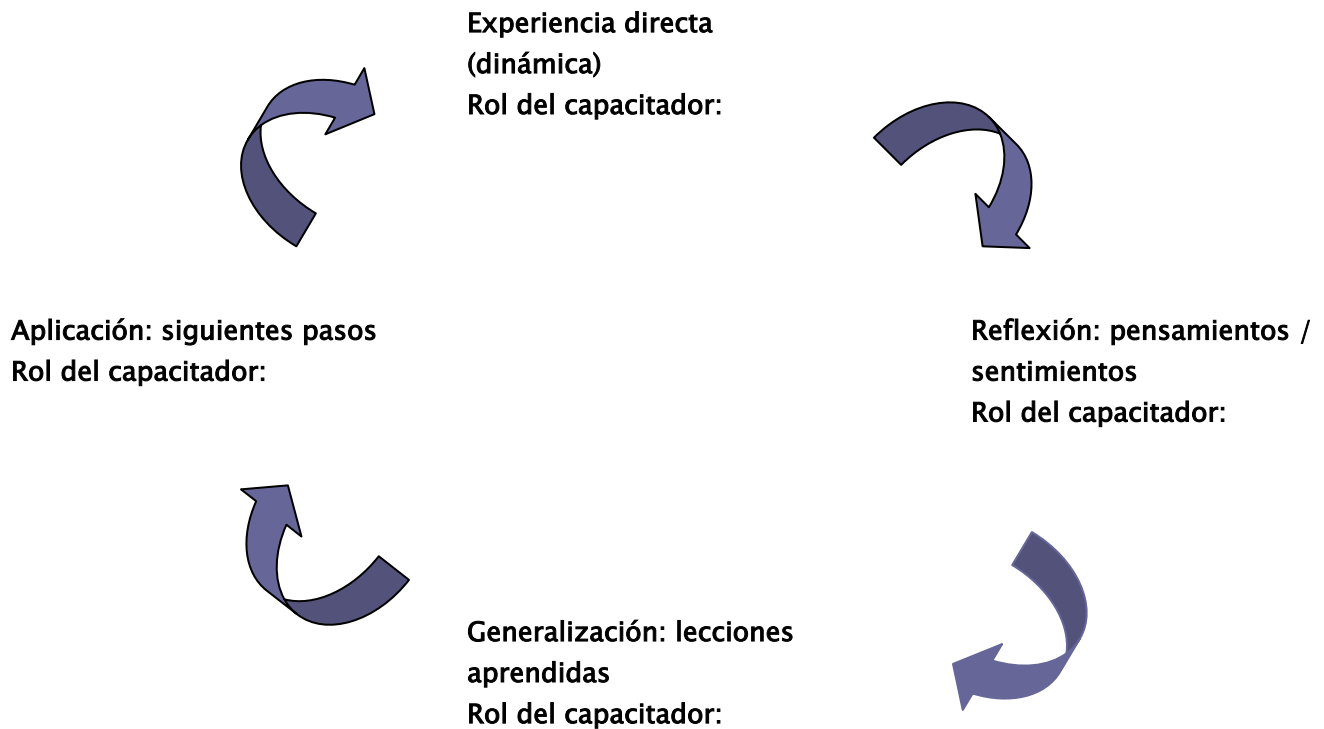 Experiencia directa
(dinámica)
Rol del capacitador:
Aplicación: siguientes pasos
Rol del capacitador:
Reflexión: pensamientos /
sentimientos
Rol del capacitador:
Generalización: lecciones
aprendidas
Rol del capacitador: